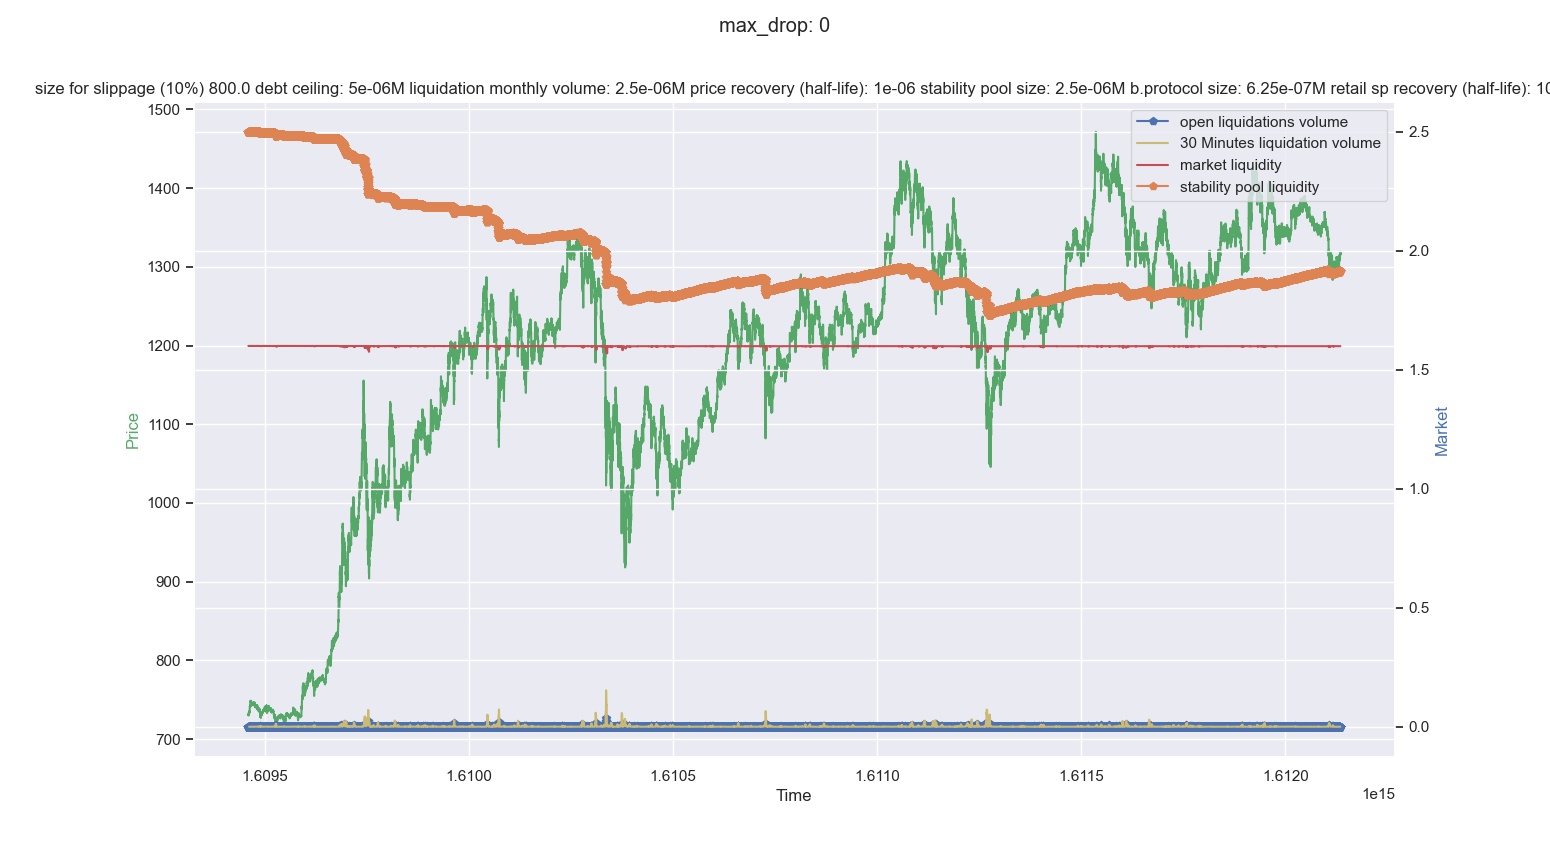 max_drop: 0
size for slippage (10%) 800.0 debt ceiling: 5e-06M liquidation monthly volume: 2.5e-06M price recovery (half-life): 1e-06 stability pool size: 2.5e-06M b.protocol size: 6.25e-07M retail sp recovery (half-life): 10
open liquidations volume
30 Minutes liquidation volume
market liquidity
stability pool liquidity
1500
1400
1300
1200
1100
1000
900
800
700
Price
2.5
2.0
1.5
1.0
0.5
0.0
Market
1.6095 1.6100 1.6105 1.6110 1.6115 1.6120
1e15
Time